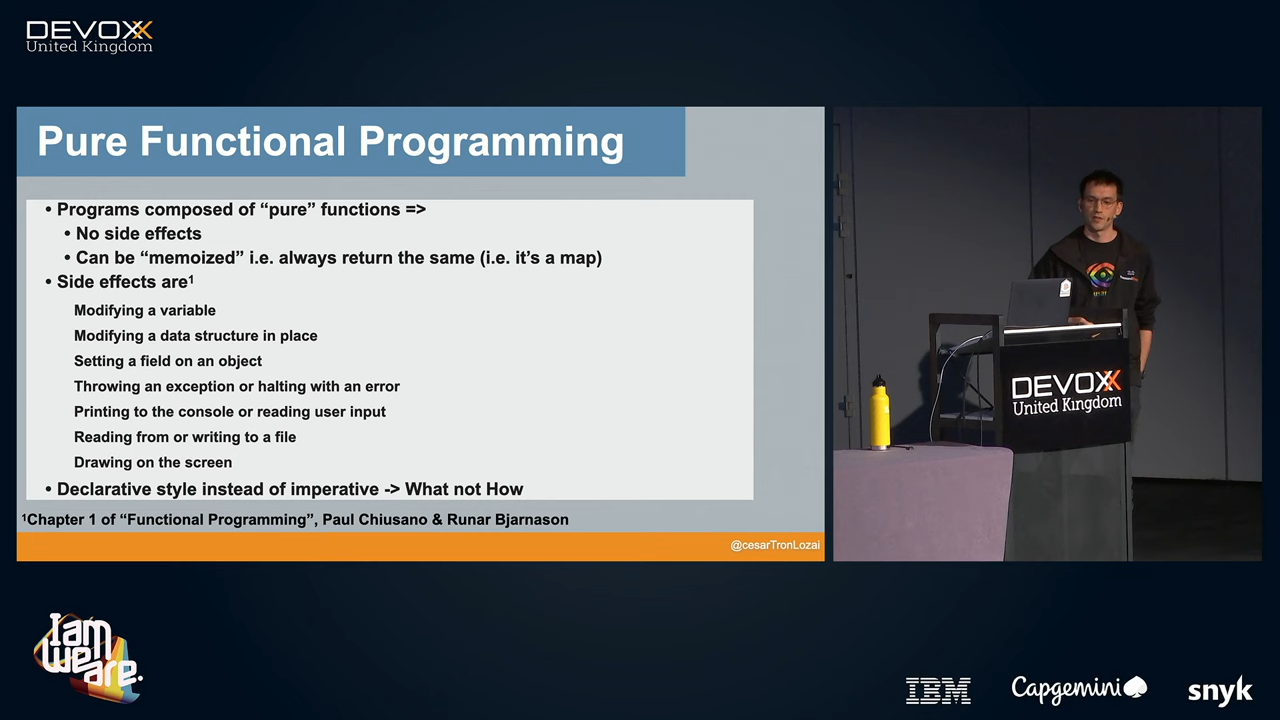 DEVOXX
United Kingdom
Pure Functional Programming
• Programs composed of “pure” functions =>
• No side effects
• Can be “memoized” i.e. always return the same (i.e. it’s a map)
• Side effects are¹
Modifying a variable
Modifying a data structure in place
Setting a field on an object
Throwing an exception or halting with an error
Printing to the console or reading user input
Reading from or writing to a file
Drawing on the screen
• Declarative style instead of imperative -> What not How
¹Chapter 1 of “Functional Programming”, Paul Chiusano & Runar Bjarnason
@cesarTronLozai
DEVOXX
United Kingdom
I am
we
are.
IBM
Capgemini
snyk